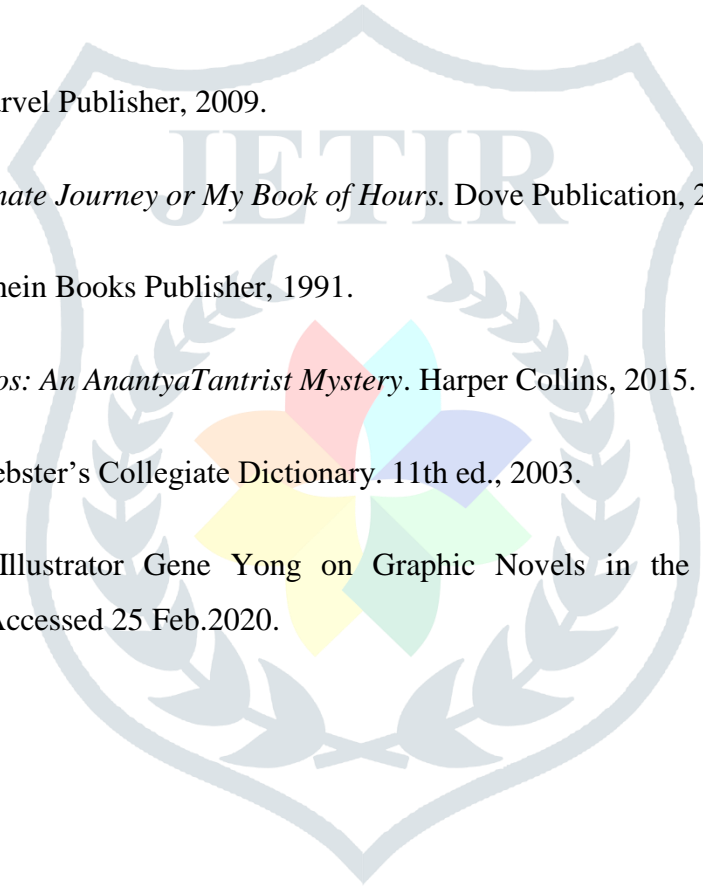 rvel Publisher, 2009.
JETIR
nate Journey or My Book of Hours. Dove Publication, 2
nein Books Publisher, 1991.
os: An AnantyaTantrist Mystery. Harper Collins, 2015.
ebster’s Collegiate Dictionary. 11th ed., 2003.
Illustrator Gene Yong on Graphic Novels in the
Accessed 25 Feb.2020.